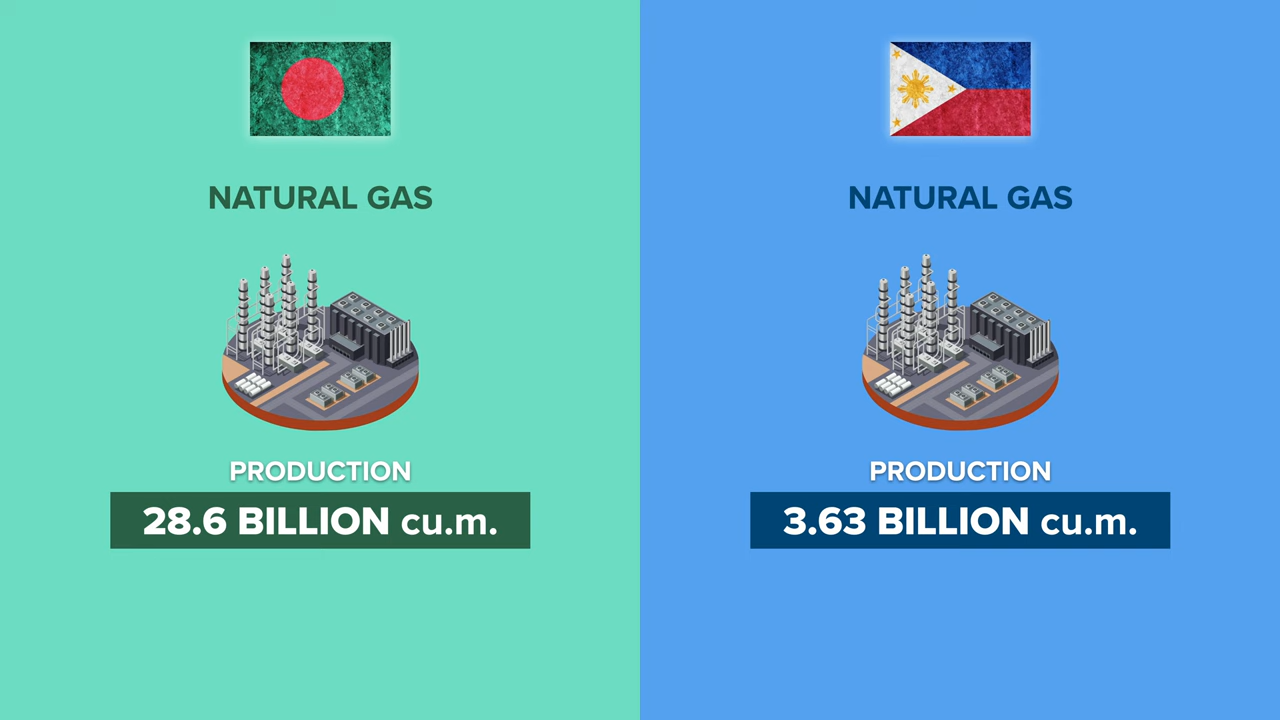 NATURAL GAS
PRODUCTION
28.6 BILLION cu.m.
NATURAL GAS
PRODUCTION
3.63 BILLION cu.m.